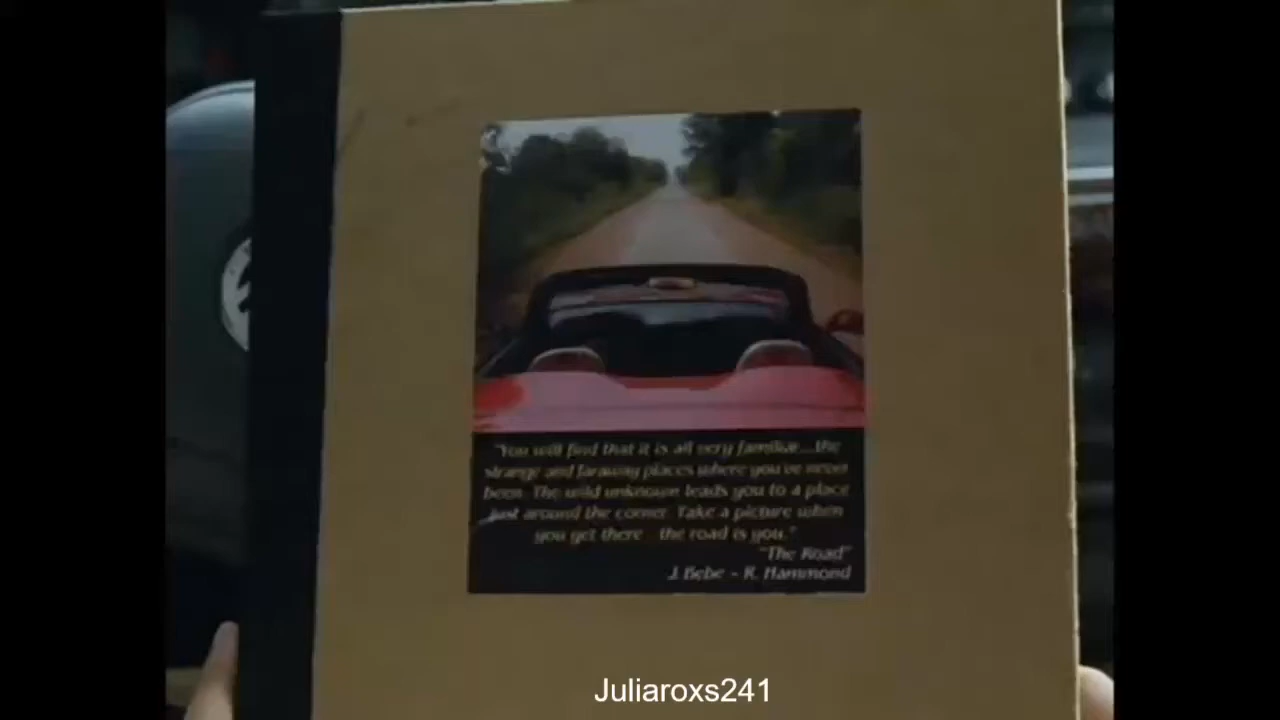 "You will find that it is all very familiar....the
strange and faraway places where you've never
been. The wild unknown leads you to a place
just around the corner. Take a picture when
you get there...the road is you."
"The Road"
J. Bebe - R. Hammond
Juliaroxs241